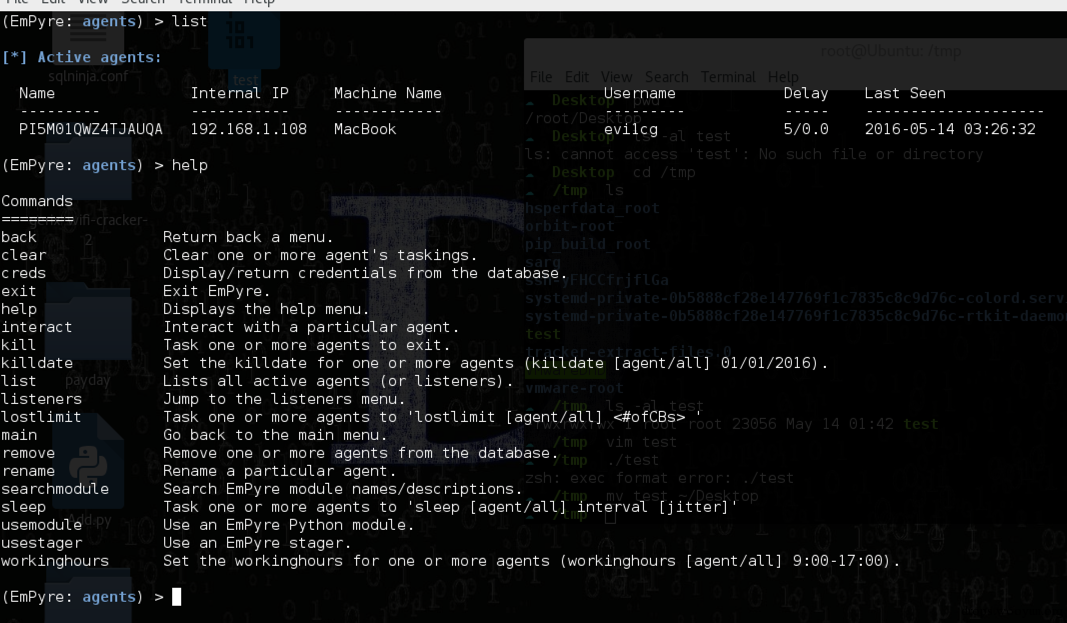 File Edit View Search Terminal Help
(EmPyre: agents) > list
[*] Active agents:
Name Internal IP Machine Name Username Delay Last Seen
--------- ----------- ------------ --------- ----- --------------------
PI5M01QWZ4TJAUQA 192.168.1.108 MacBook evi1cg 5/0.0 2016-05-14 03:26:32
(EmPyre: agents) > help
Commands
========
back Return back a menu.
clear Clear one or more agent's taskings.
creds Display/return credentials from the database.
exit Exit EmPyre.
help Displays the help menu.
interact Interact with a particular agent.
kill Task one or more agents to exit.
killdate Set the killdate for one or more agents (killdate [agent/all] 01/01/2016).
list Lists all active agents (or listeners).
listeners Jump to the listeners menu.
lostlimit Task one or more agents to 'lostlimit [agent/all] <#ofCBs> '
main Go back to the main menu.
remove Remove one or more agents from the database.
rename Rename a particular agent.
searchmodule Search EmPyre module names/descriptions.
sleep Task one or more agents to 'sleep [agent/all] interval [jitter]'
usemodule Use an EmPyre Python module.
usestager Use an EmPyre stager.
workinghours Set the workinghours for one or more agents (workinghours [agent/all] 9:00-17:00).
(EmPyre: agents) >
sqlninja.conf
test
wifi-cracker-
2
payday
Add.py
root@Ubuntu: /tmp
File Edit View Search Terminal Help
Desktop pwd
/root/Desktop
Desktop ls -al test
ls: cannot access 'test': No such file or directory
Desktop cd /tmp
/tmp ls
hsperfdata_root
orbit-root
pip_build_root
sarg
ssh-yFHCCfrjflGa
systemd-private-0b5888cf28e147769f1c7835c8c9d76c-colord.serv
systemd-private-0b5888cf28e147769f1c7835c8c9d76c-rtkit-daemo
test
tracker-extract-files.0
vmware-root
/tmp ls -al test
1 root root 23056 May 14 01:42 test
/tmp vim test
/tmp ./test
zsh: exec format error: ./test
/tmp mv test ~/Desktop
/tmp